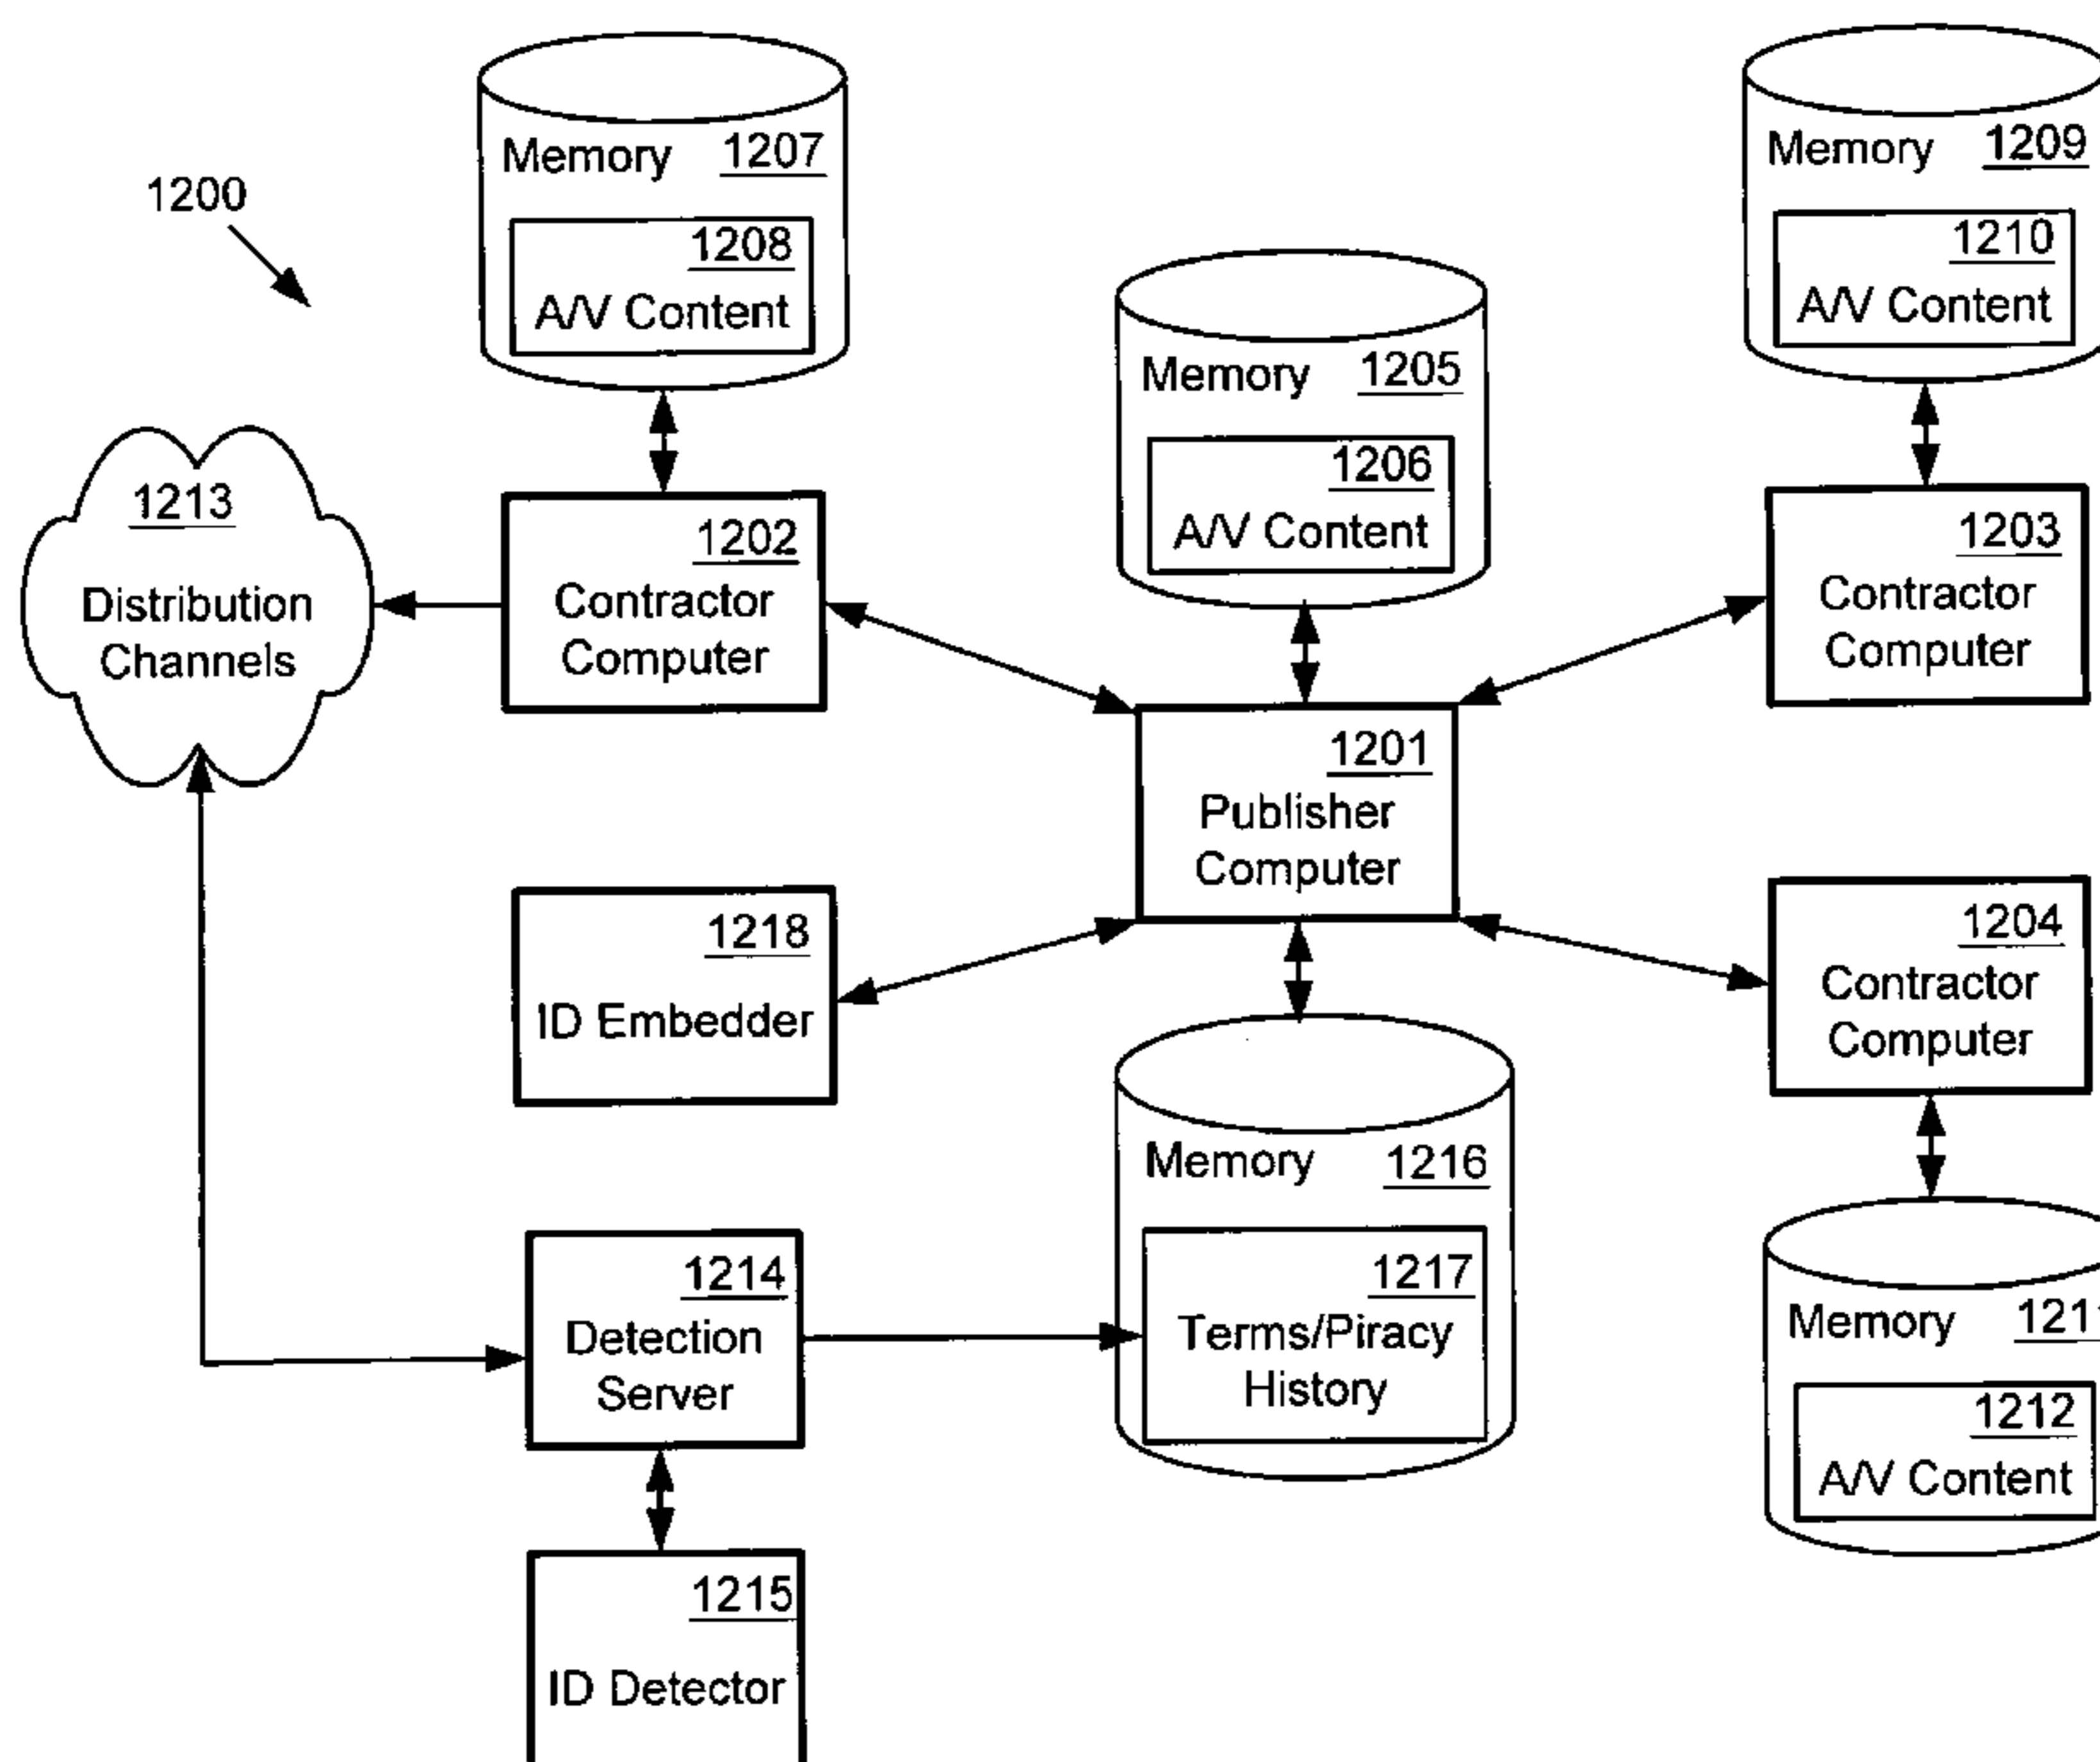 1200
Memory 1207
1208
A/V Content
Memory 1209
1210
A/V Content
Memory 1205
1206
A/V Content
1213
Distribution
Channels
1202
Contractor
Computer
1203
Contractor
Computer
1201
Publisher
Computer
1218
ID Embedder
1204
Contractor
Computer
Memory 1216
1217
Terms/Piracy
History
1214
Detection
Server
Memory 1211
1212
A/V Content
1215
ID Detector